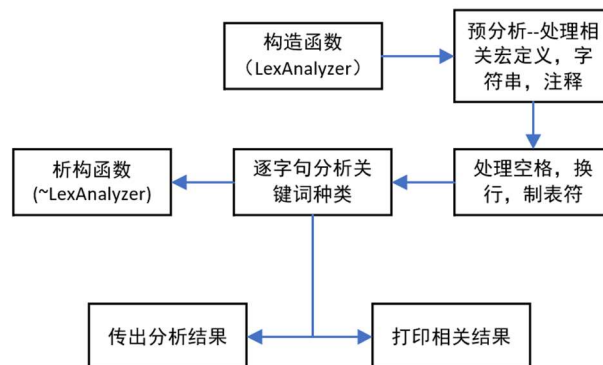 构造函数
（LexAnalyzer）
预分析--处理相
关宏定义，字
符串，注释
析构函数
(~LexAnalyzer)
逐字句分析关
键词种类
处理空格，换
行，制表符
传出分析结果
打印相关结果